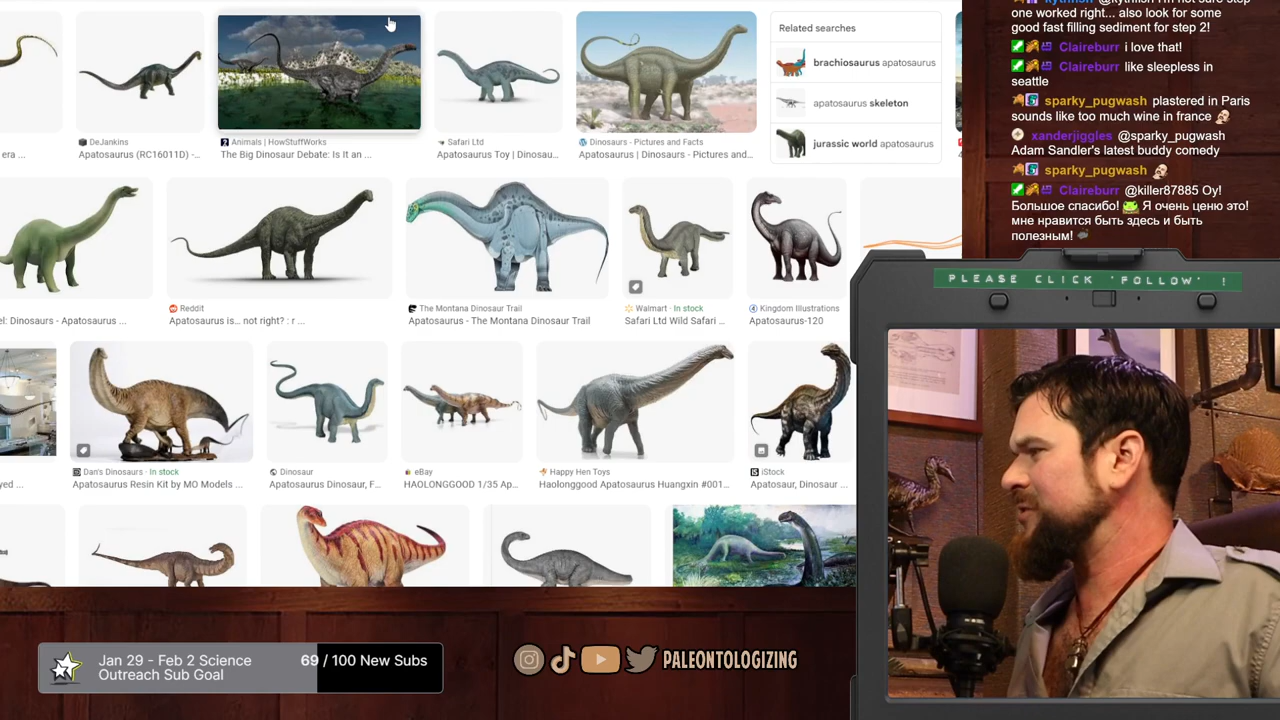 era ...
DeJankins
Apatosaurus (RC16011D) -...
Animals | HowStuffWorks
The Big Dinosaur Debate: Is It an ...
Safari Ltd
Apatosaurus Toy | Dinosau...
Dinosaurs - Pictures and Facts
Apatosaurus | Dinosaurs - Pictures and...
Related searches
brachiosaurus apatosaurus
apatosaurus skeleton
jurassic world apatosaurus
el: Dinosaurs - Apatosaurus ...
Reddit
Apatosaurus is... not right? : r ...
The Montana Dinosaur Trail
Apatosaurus - The Montana Dinosaur Trail
Walmart · In stock
Safari Ltd Wild Safari ...
Kingdom Illustrations
Apatosaurus-120
yed ...
Dan's Dinosaurs · In stock
Apatosaurus Resin Kit by MO Models ...
Dinosaur
Apatosaurus Dinosaur, F...
eBay
HAOLONGGOOD 1/35 Ap...
Happy Hen Toys
Haolonggood Apatosaurus Huangxin #001...
iStock
Apatosaur, Dinosaur ...
one worked right... also look for some
good fast filling sediment for step 2!
Claireburr i love that!
Claireburr like sleepless in
seattle
sparky_pugwash plastered in Paris
sounds like too much wine in france
xanderjiggles @sparky_pugwash
Adam Sandler's latest buddy comedy
sparky_pugwash
Claireburr @killer87885 Oy!
Большое спасибо! Я очень ценю это!
мне нравится быть здесь и быть
полезным!
PLEASE CLICK 'FOLLOW' !
Jan 29 - Feb 2 Science
Outreach Sub Goal
69 / 100 New Subs
PALEONTOLOGIZING